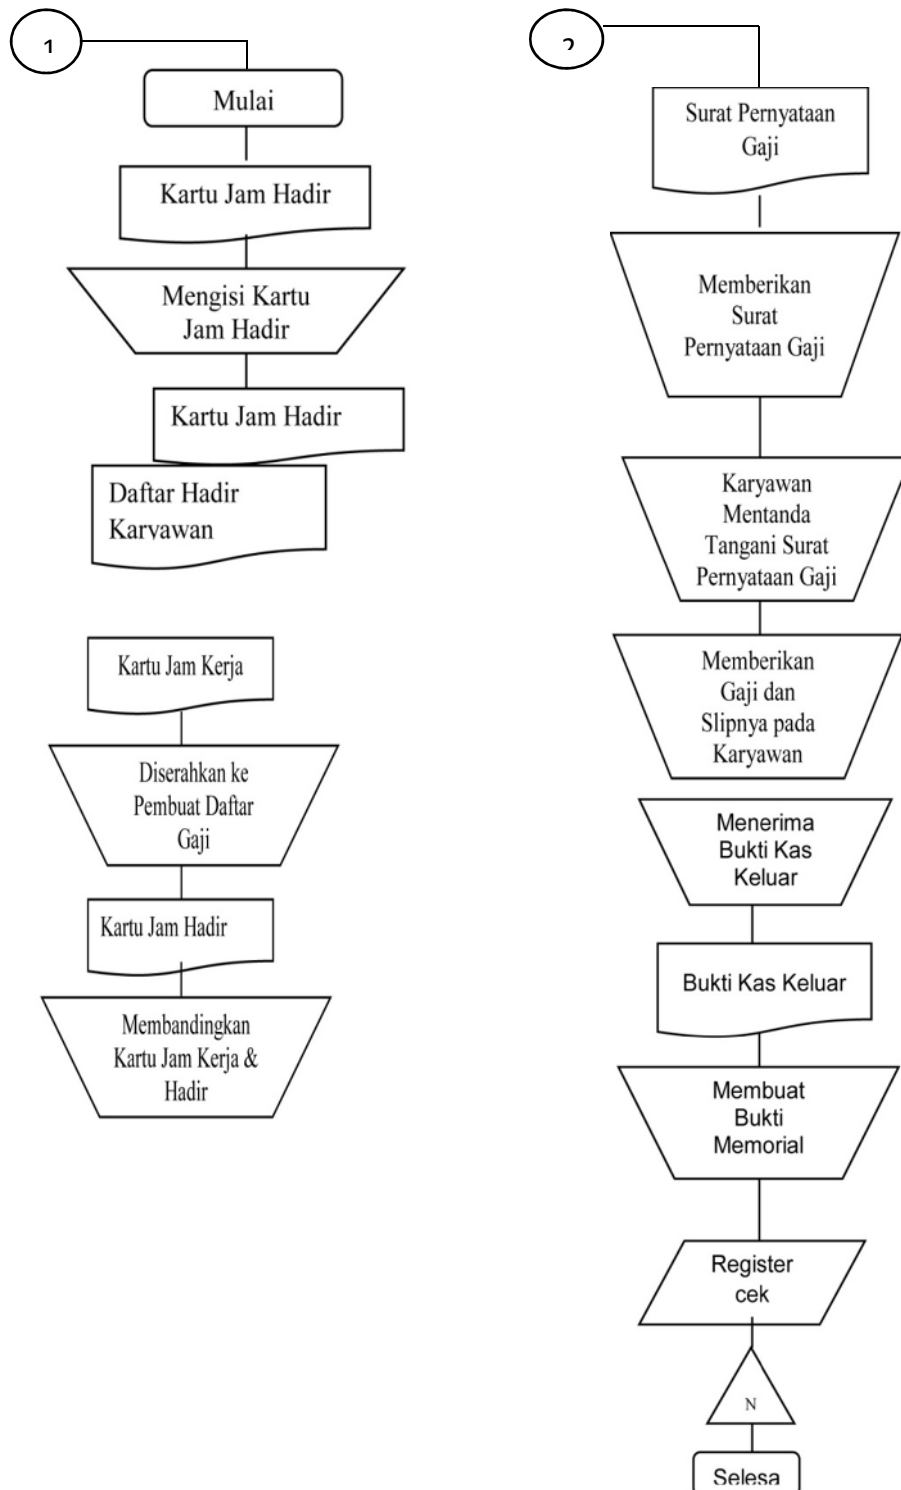 1
Mulai
Kartu Jam Hadir
Mengisi Kartu
Jam Hadir
Kartu Jam Hadir
Daftar Hadir
Karyawan
Kartu Jam Kerja
Diserahkan ke
Pembuat Daftar
Gaji
Kartu Jam Hadir
Membandingkan
Kartu Jam Kerja &
Hadir
2
Surat Pernyataan
Gaji
Memberikan
Surat
Pernyataan Gaji
Karyawan
Mentanda
Tangani Surat
Pernyataan Gaji
Memberikan
Gaji dan
Slipnya pada
Karyawan
Menerima
Bukti Kas
Keluar
Bukti Kas Keluar
Membuat
Bukti
Memorial
Register
cek
N
Selesa